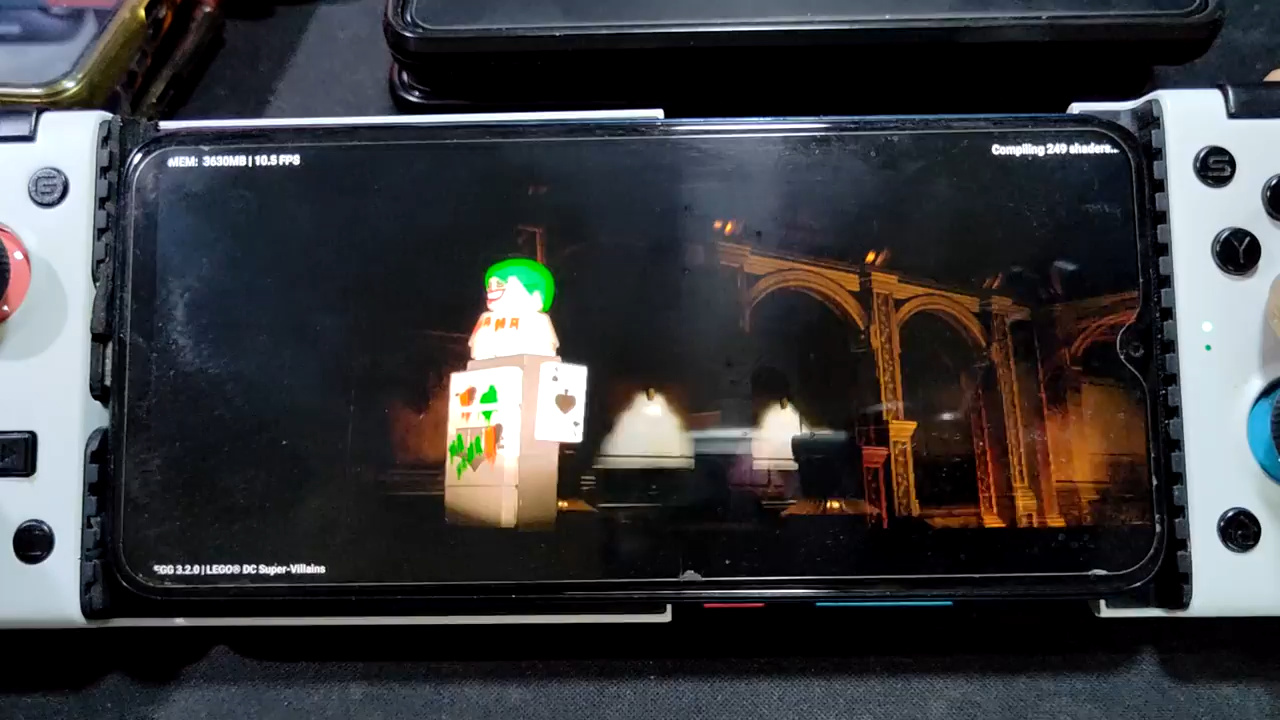 MEM: 3630MB | 10.5 FPS
Compiling 249 shaders...
S
Y
EGG 3.2.0 | LEGO® DC Super-Villains